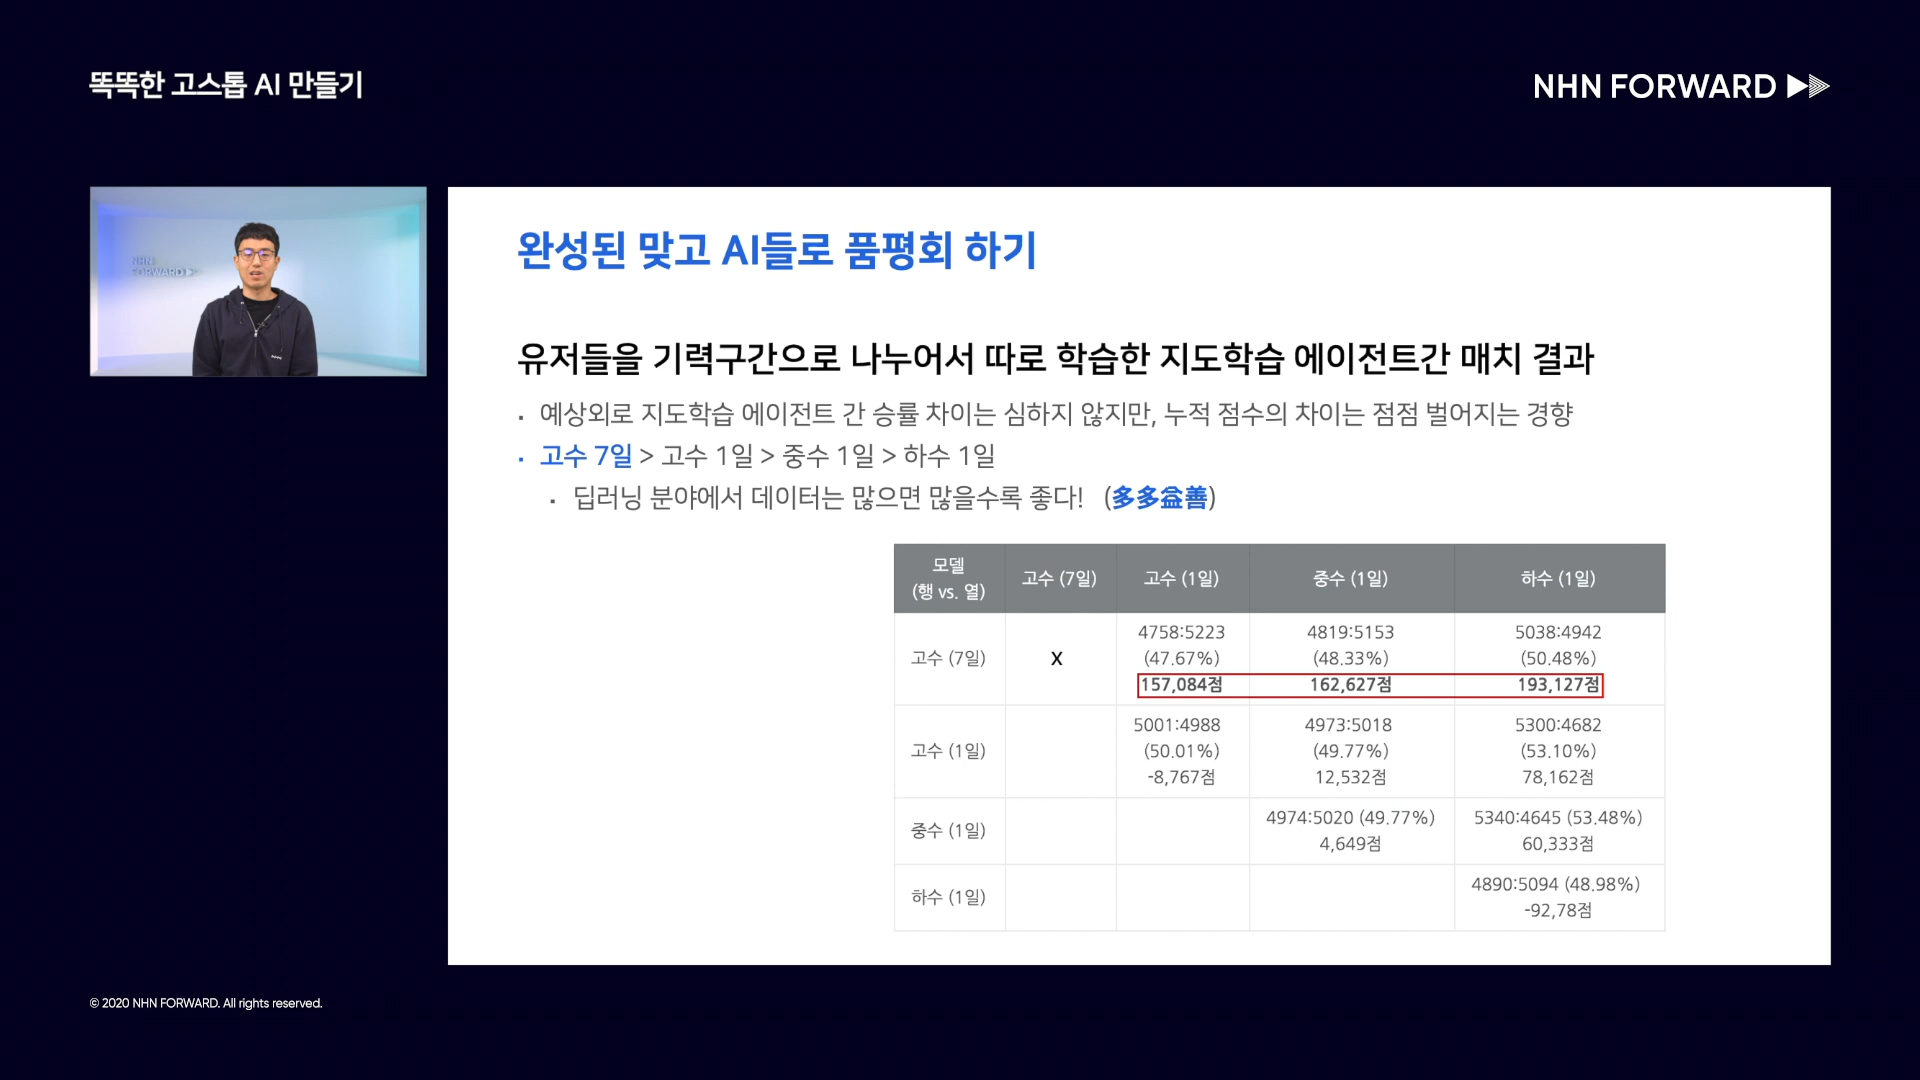 똑똑한 고스톱 AI 만들기
NHN FORWARD
NHN
FORWARD
완성된 맞고 AI들로 품평회 하기
유저들을 기력구간으로 나누어서 따로 학습한 지도학습 에이전트간 매치 결과
▪ 예상외로 지도학습 에이전트 간 승률 차이는 심하지 않지만, 누적 점수의 차이는 점점 벌어지는 경향
▪ 고수 7일 > 고수 1일 > 중수 1일 > 하수 1일
▪ 딥러닝 분야에서 데이터는 많으면 많을수록 좋다! (多多益善)
모델
(행 vs. 열)
고수 (7일)
고수 (1일)
중수 (1일)
하수 (1일)
고수 (7일)
X
4758:5223
(47.67%)
157,084점
4819:5153
(48.33%)
162,627점
5038:4942
(50.48%)
193,127점
고수 (1일)
5001:4988
(50.01%)
-8,767점
4973:5018
(49.77%)
12,532점
5300:4682
(53.10%)
78,162점
중수 (1일)
4974:5020 (49.77%)
4,649점
5340:4645 (53.48%)
60,333점
하수 (1일)
4890:5094 (48.98%)
-92,78점
© 2020 NHN FORWARD. All rights reserved.